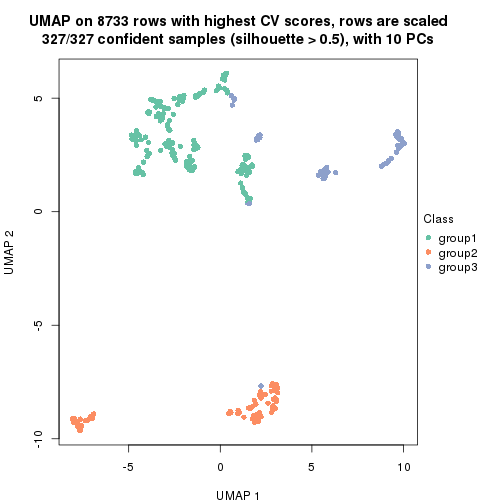 UMAP on 8733 rows with highest CV scores, rows are scaled
327/327 confident samples (silhouette > 0.5), with 10 PCs
5
0
-5
-10
UMAP 2
-5
0
5
10
UMAP 1
Class
group1
group2
group3